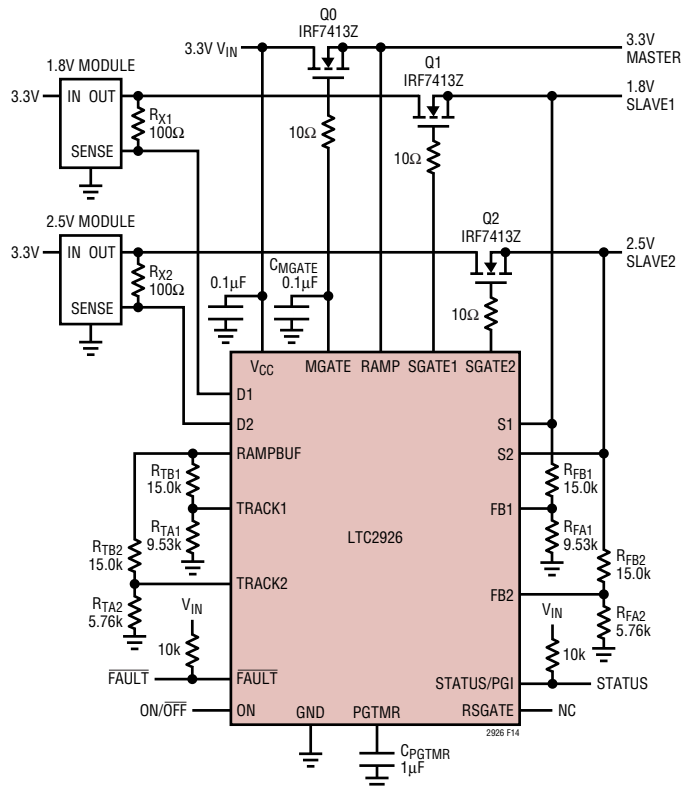 Q0
IRF7413Z
3.3V VIN
3.3V
MASTER
Q1
IRF7413Z
1.8V MODULE
1.8V
SLAVE1
3.3V
IN OUT
RX1
100Ω
SENSE
10Ω
10Ω
2.5V MODULE
Q2
IRF7413Z
3.3V
IN OUT
2.5V
SLAVE2
RX2
100Ω
SENSE
0.1µF
CMGATE
0.1µF
10Ω
VCC
MGATE
RAMP
SGATE1
SGATE2
D1
D2
S1
S2
RAMPBUF
RTB1
15.0k
RFB1
15.0k
TRACK1
FB1
RTA1
9.53k
RFA1
9.53k
LTC2926
RTB2
15.0k
RFB2
15.0k
TRACK2
FB2
RTA2
5.76k
RFA2
5.76k
VIN
VIN
10k
10k
FAULT
FAULT
STATUS/PGI
STATUS
ON/OFF
ON
GND
PGTMR
RSGATE
NC
2926 F14
CPGTMR
1µF